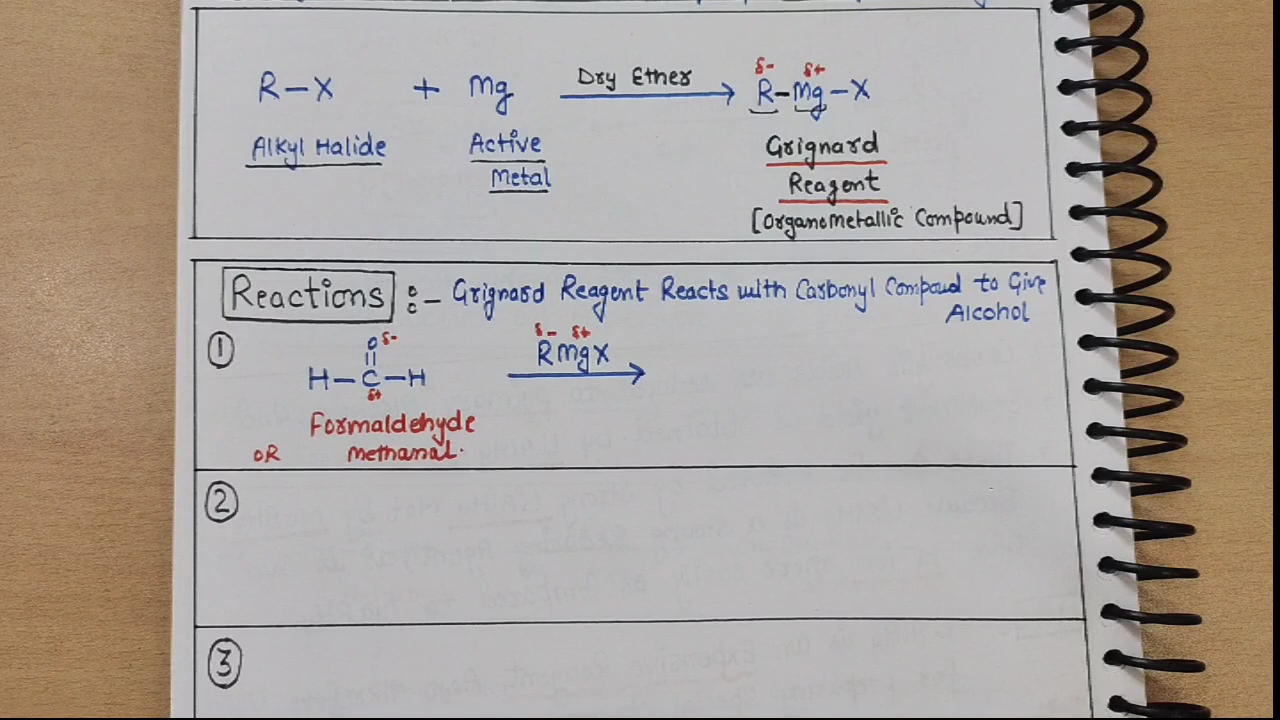 R-X + Mg Dry Ether → R-Mg-X
δ- δ+
Alkyl Halide Active Grignard
Metal Reagent
[Organometallic Compound]
Reactions :- Grignard Reagent Reacts with Carbonyl Compound to Give
Alcohol
① O δ- δ- δ+
|| RMgX
H-C-H →
δ+
Formaldehyde
OR Methanal.
②
③